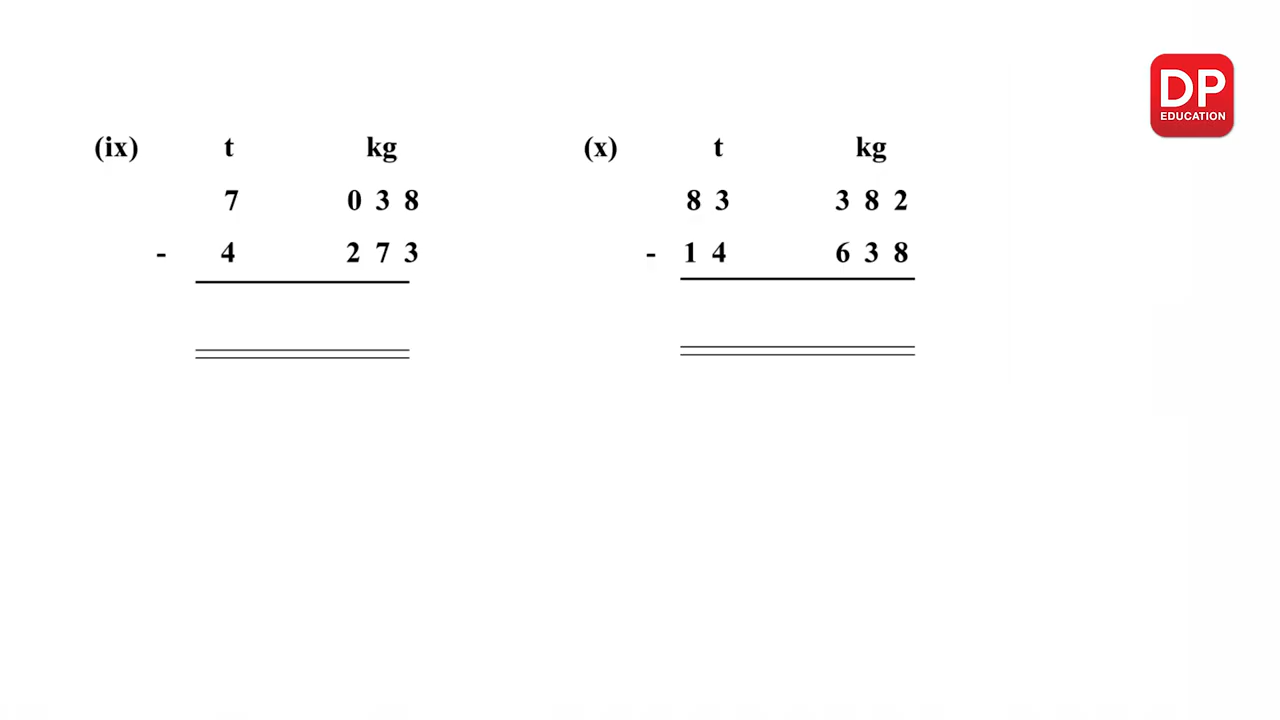 DP
EDUCATION
(ix) t kg
7 0 3 8
- 4 2 7 3
(x) t kg
8 3 3 8 2
- 1 4 6 3 8